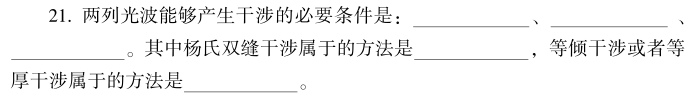 21. 两列光波能够产生干涉的必要条件是：____________、____________、
____________。其中杨氏双缝干涉属于的方法是____________，等倾干涉或者等
厚干涉属于的方法是____________。